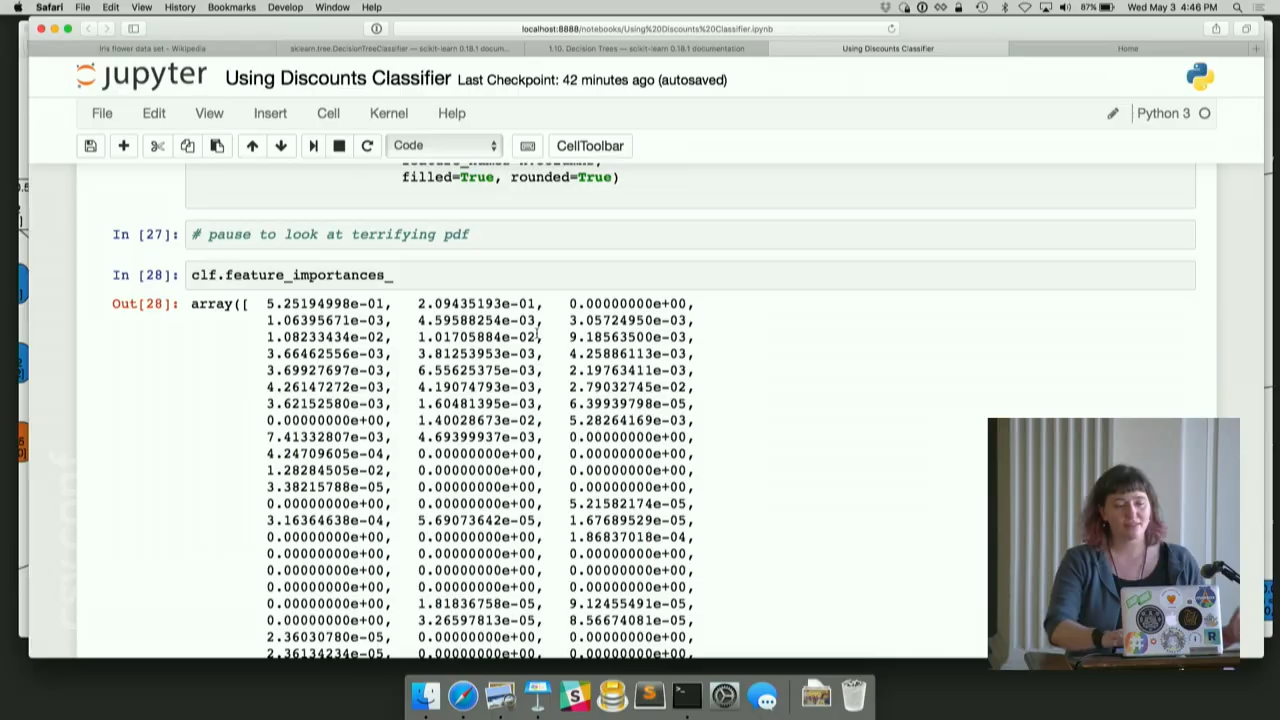 Safari File Edit View History Bookmarks Develop Window Help 87% Wed May 3 4:46 PM
localhost:8888/notebooks/Using%20Discounts%20Classifier.ipynb
Iris flower data set - Wikipedia sklearn.tree.DecisionTreeClassifier — scikit-learn 0.18.1 docum... 1.10. Decision Trees — scikit-learn 0.18.1 documentation Using Discounts Classifier Home
jupyter Using Discounts Classifier Last Checkpoint: 42 minutes ago (autosaved)
File Edit View Insert Cell Kernel Help Python 3
Code CellToolbar
filled=True, rounded=True)
In [27]: # pause to look at terrifying pdf
In [28]: clf.feature_importances_
Out[28]: array([ 5.25194998e-01, 2.09435193e-01, 0.00000000e+00,
1.06395671e-03, 4.59588254e-03, 3.05724950e-03,
1.08233434e-02, 1.01705884e-02, 9.18563500e-03,
3.66462556e-03, 3.81253953e-03, 4.25886113e-03,
3.69927697e-03, 6.55625375e-03, 2.19763411e-03,
4.26147272e-03, 4.19074793e-03, 2.79032745e-02,
3.62152580e-03, 1.60481395e-03, 6.39939798e-05,
0.00000000e+00, 1.40028673e-02, 5.28264169e-03,
7.41332807e-03, 4.69399937e-03, 0.00000000e+00,
4.24709605e-04, 0.00000000e+00, 0.00000000e+00,
1.28284505e-02, 0.00000000e+00, 0.00000000e+00,
3.38215788e-05, 0.00000000e+00, 0.00000000e+00,
0.00000000e+00, 0.00000000e+00, 5.21582174e-05,
3.16364638e-04, 5.69073642e-05, 1.67689529e-05,
0.00000000e+00, 0.00000000e+00, 1.86837018e-04,
0.00000000e+00, 0.00000000e+00, 0.00000000e+00,
0.00000000e+00, 0.00000000e+00, 0.00000000e+00,
0.00000000e+00, 0.00000000e+00, 0.00000000e+00,
0.00000000e+00, 1.81836758e-05, 9.12455491e-05,
0.00000000e+00, 3.26597813e-05, 8.56674081e-05,
2.36030780e-05, 0.00000000e+00, 0.00000000e+00,
2.36134234e-05, 0.00000000e+00, 0.00000000e+00,